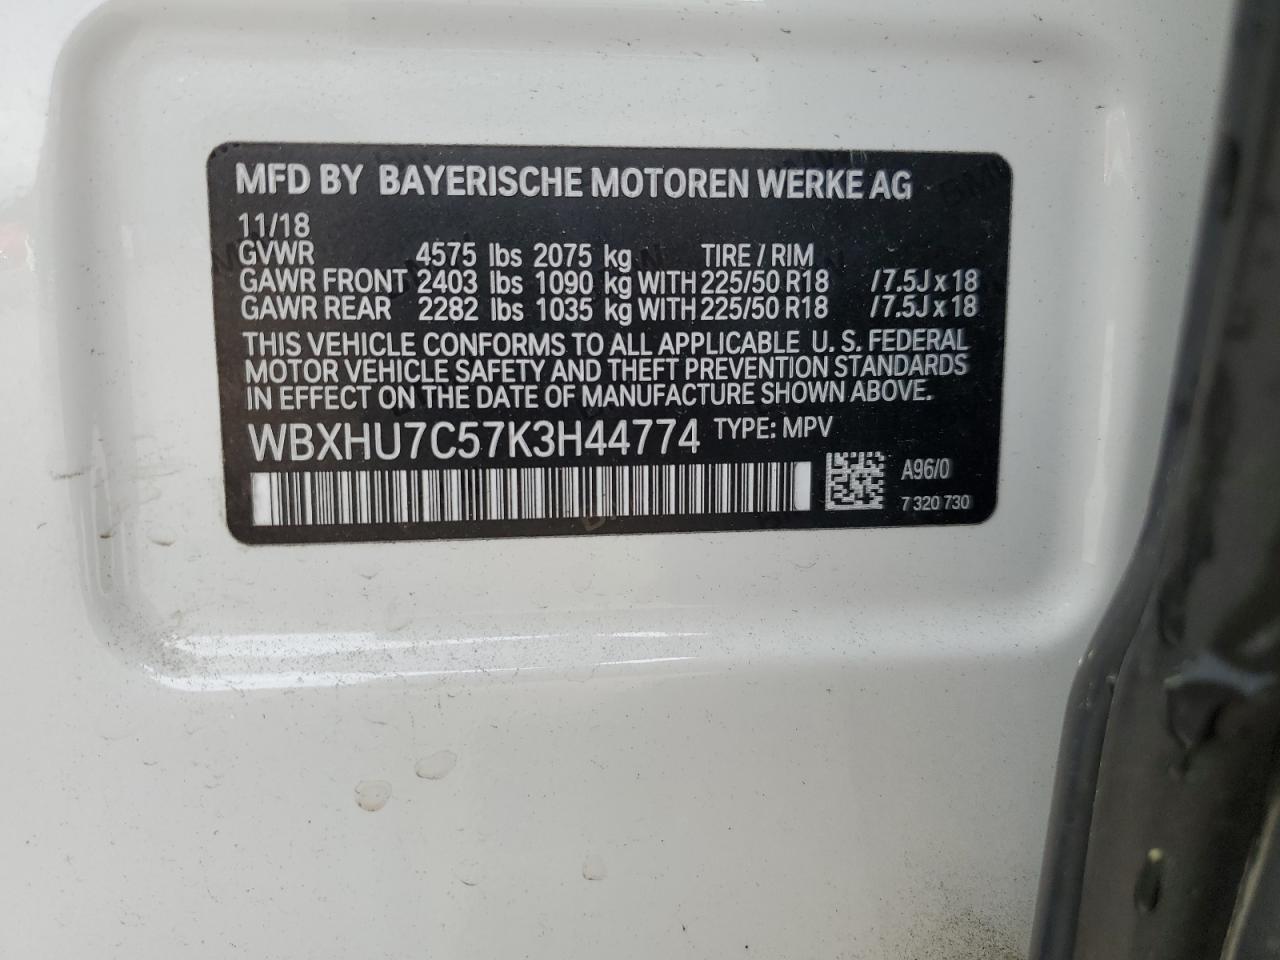 MFD BY BAYERISCHE MOTOREN WERKE AG
11/18
GVWR 4575 lbs 2075 kg TIRE / RIM
GAWR FRONT 2403 lbs 1090 kg WITH 225/50 R18 /7.5J x 18
GAWR REAR 2282 lbs 1035 kg WITH 225/50 R18 /7.5J x 18
THIS VEHICLE CONFORMS TO ALL APPLICABLE U. S. FEDERAL
MOTOR VEHICLE SAFETY AND THEFT PREVENTION STANDARDS
IN EFFECT ON THE DATE OF MANUFACTURE SHOWN ABOVE.
WBXHU7C57K3H44774 TYPE: MPV
A96/0
7 320 730